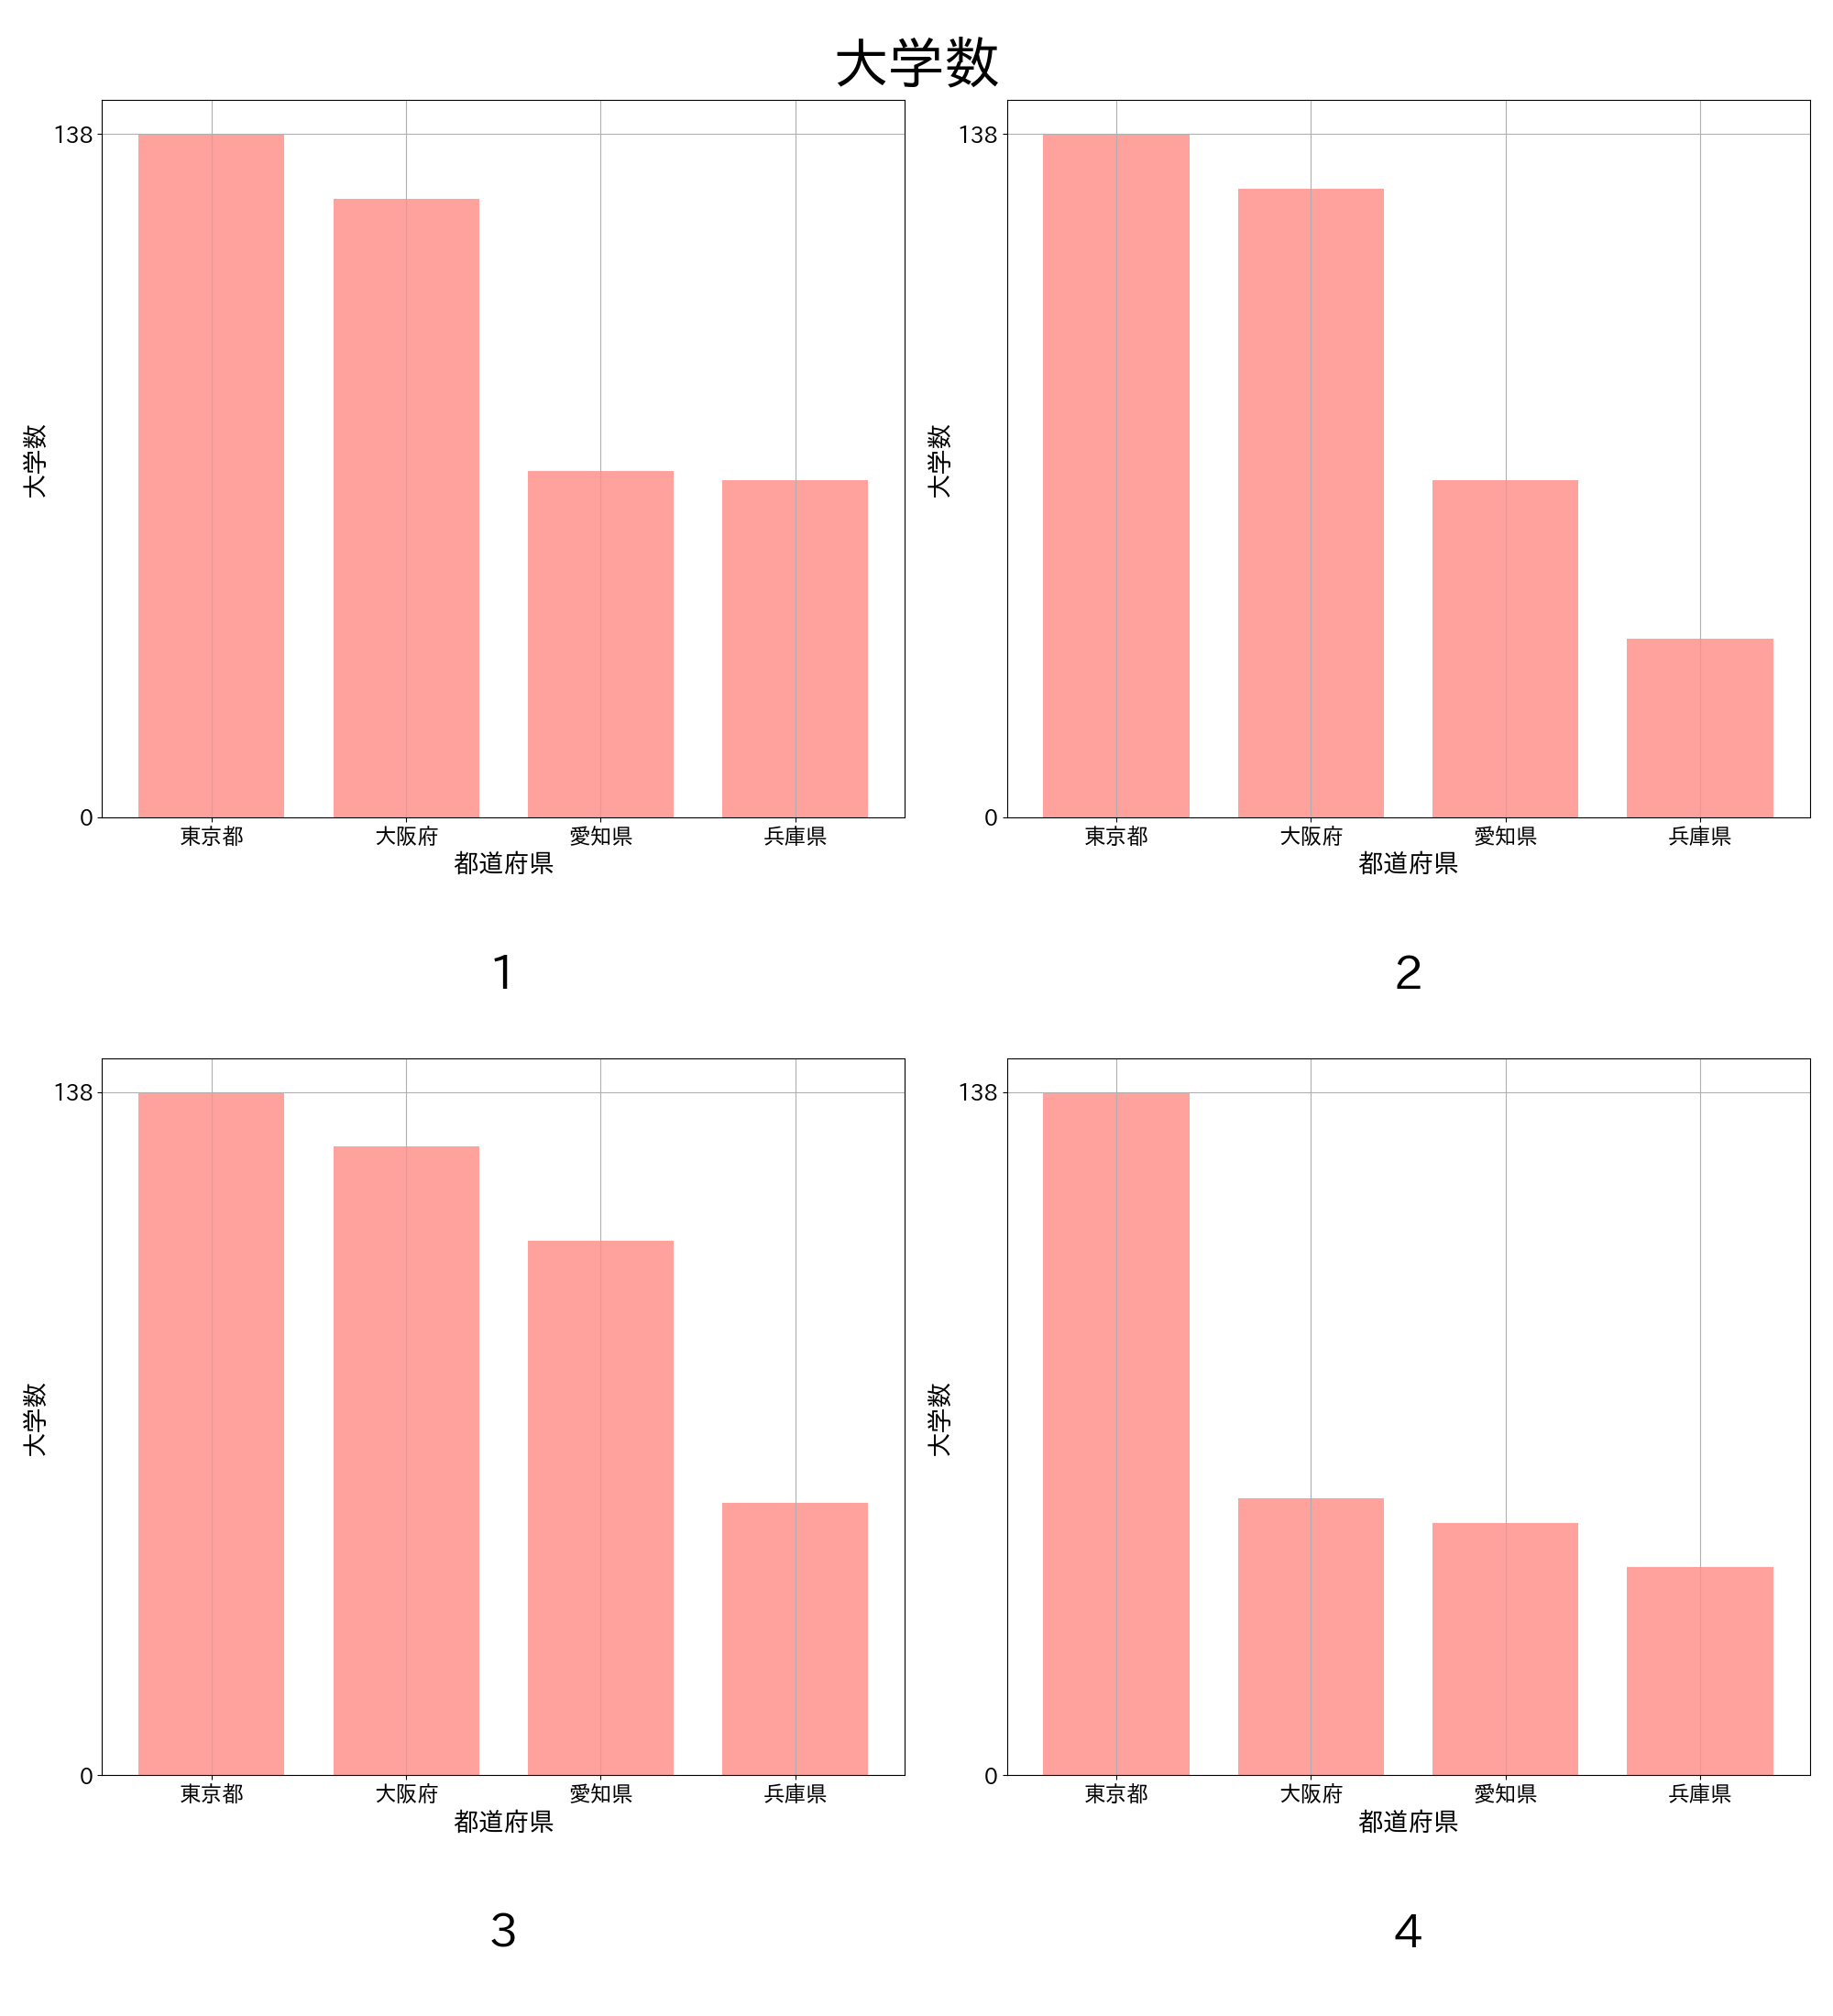 大学数
138
0
大学数
東京都 大阪府 愛知県 兵庫県
都道府県
1
138
0
大学数
東京都 大阪府 愛知県 兵庫県
都道府県
2
138
0
大学数
東京都 大阪府 愛知県 兵庫県
都道府県
3
138
0
大学数
東京都 大阪府 愛知県 兵庫県
都道府県
4